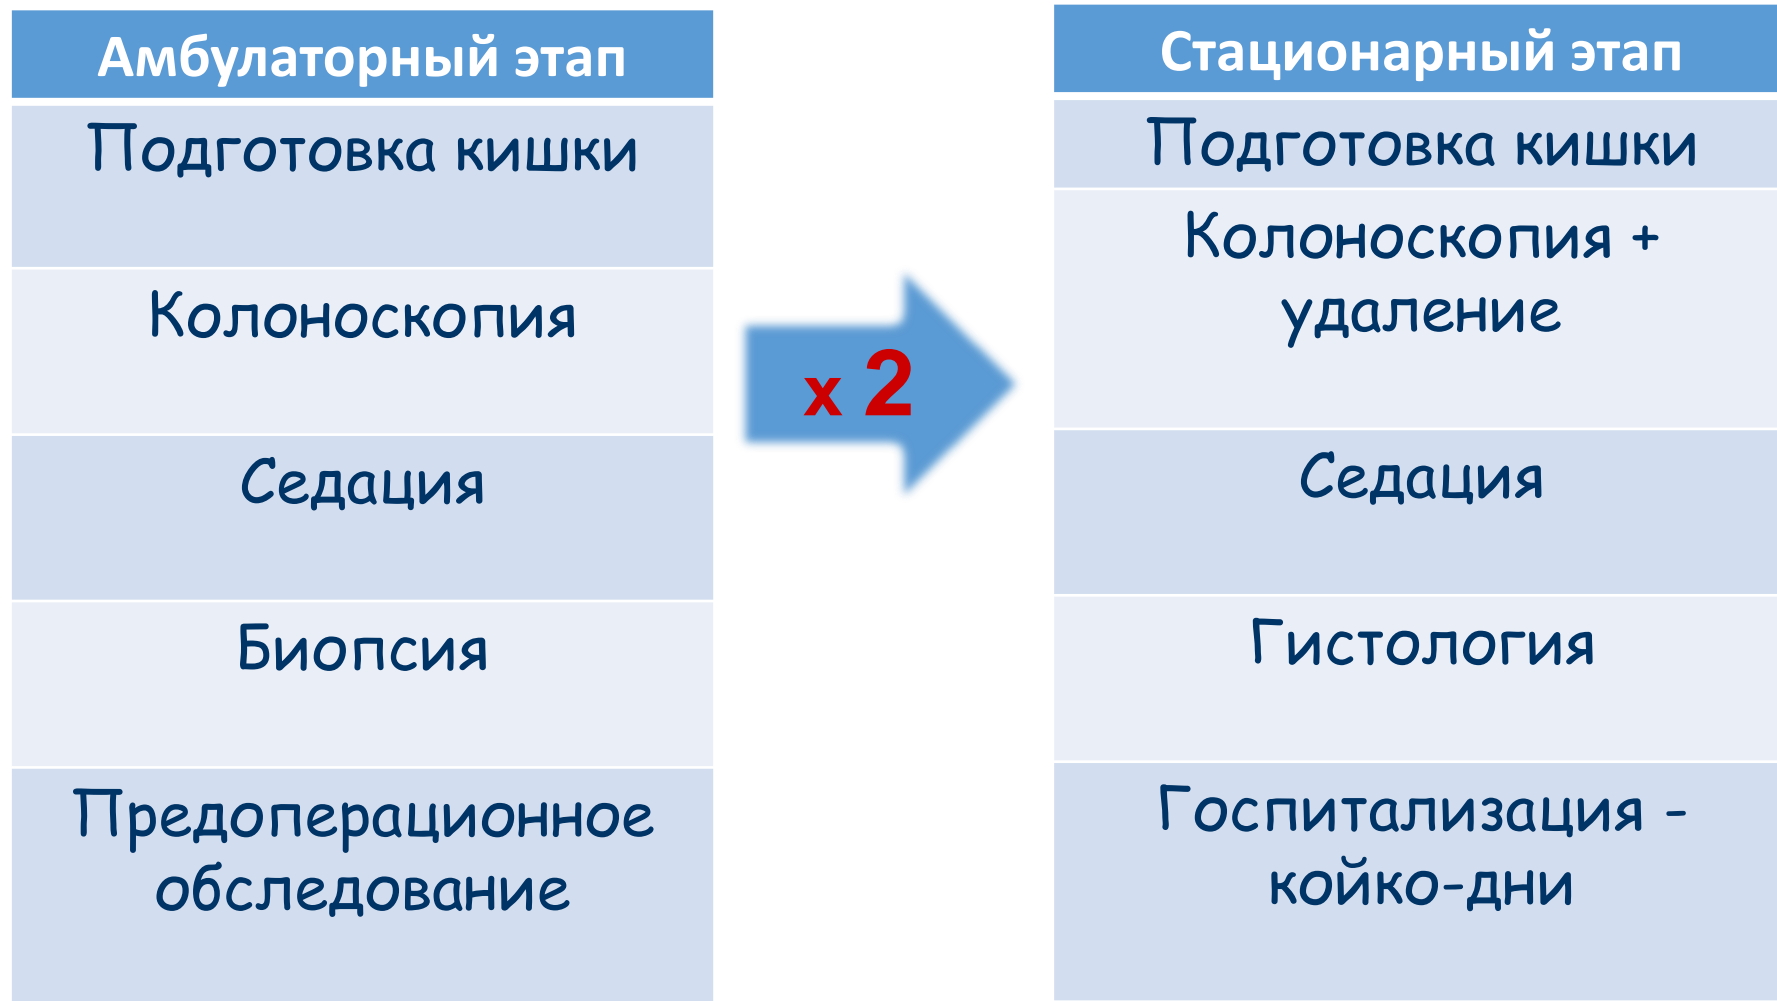 Амбулаторный этап
Подготовка кишки
Колоноскопия
Седация
Биопсия
Предоперационное
обследование
х 2
Стационарный этап
Подготовка кишки
Колоноскопия +
удаление
Седация
Гистология
Госпитализация -
койко-дни